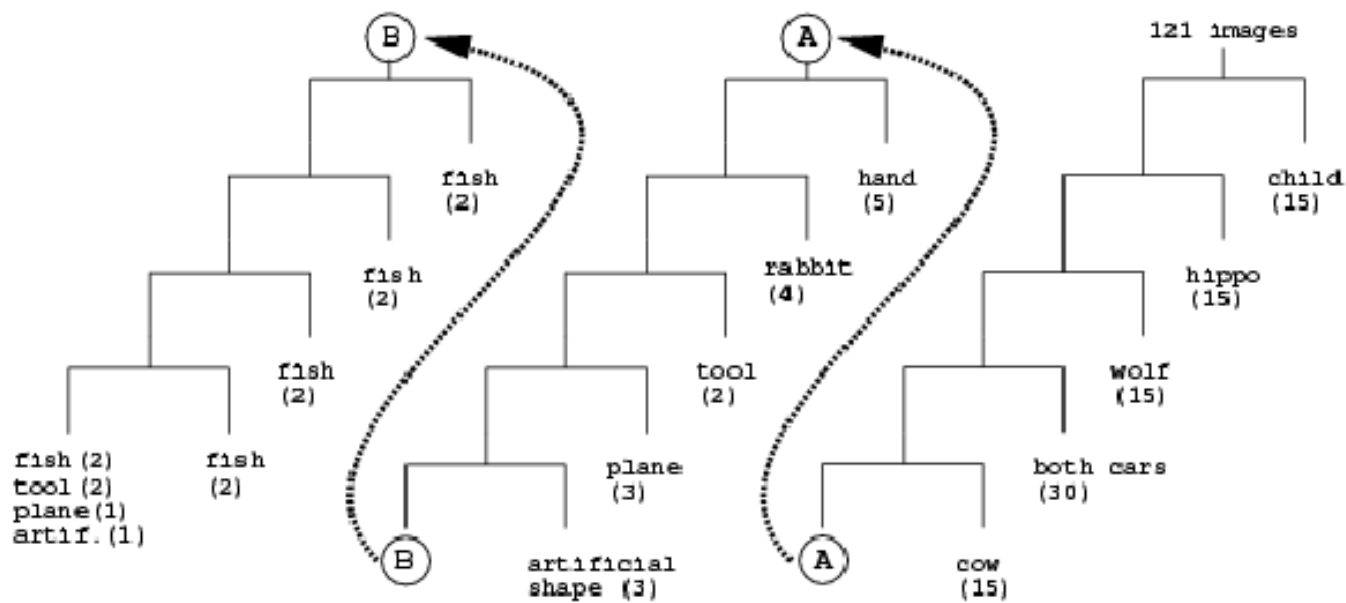 B
A
121 images
fish
(2)
hand
(5)
child
(15)
fish
(2)
rabbit
(4)
hippo
(15)
fish
(2)
tool
(2)
wolf
(15)
fish (2)
tool (2)
plane (1)
artif. (1)
fish
(2)
plane
(3)
both cars
(30)
B
artificial
shape (3)
A
cow
(15)